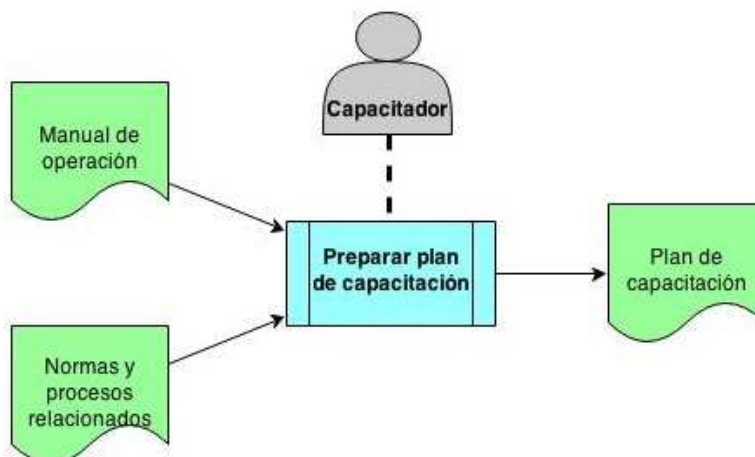 Capacitador
Manual de
operación
Preparar plan
de capacitación
Plan de
capacitación
Normas y
procesos
relacionados